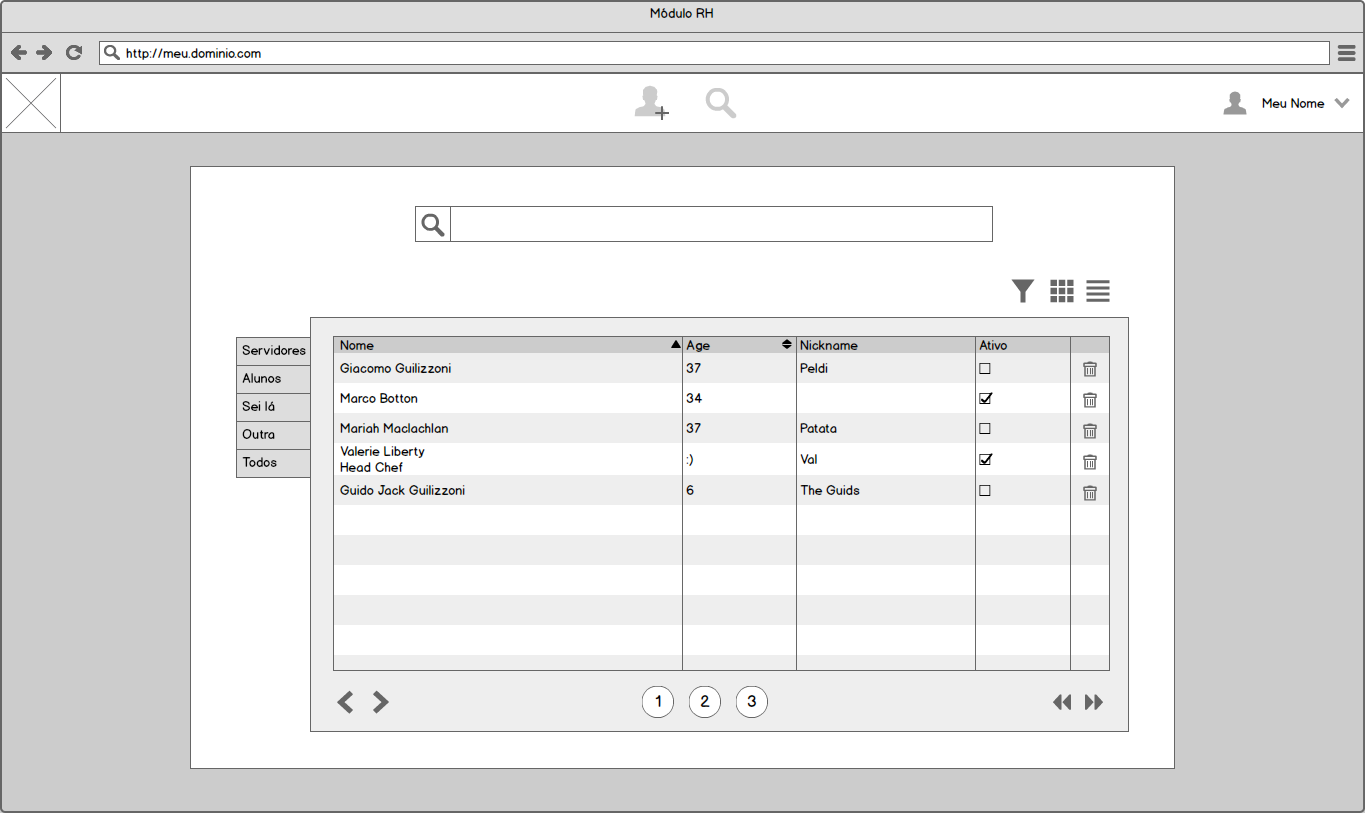 Módulo RH
http://meu.dominio.com
Meu Nome
Servidores
Alunos
Sei lá
Outra
Todos
Nome Age Nickname Ativo
Giacomo Guilizzoni 37 Peldi
Marco Botton 34
Mariah Maclachlan 37 Patata
Valerie Liberty
Head Chef :) Val
Guido Jack Guilizzoni 6 The Guids
1 2 3